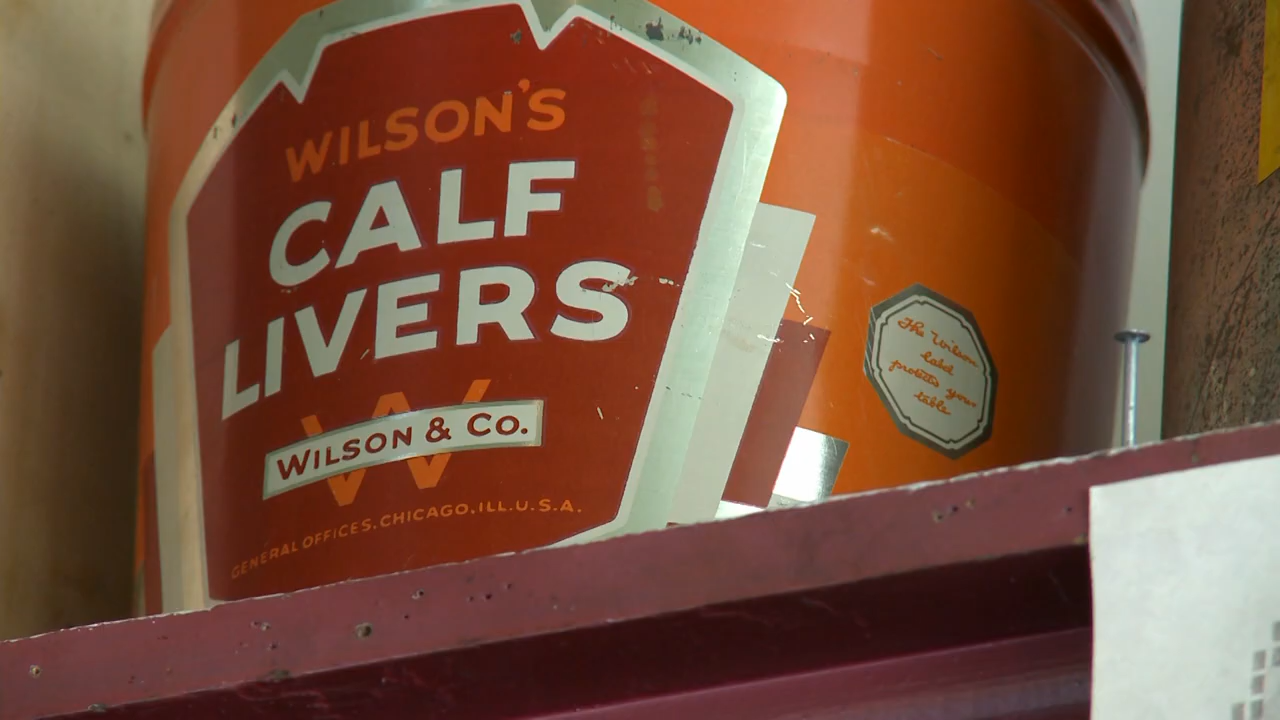 WILSON'S
CALF
LIVERS
W
WILSON & CO.
GENERAL OFFICES.CHICAGO.ILL.U.S.A.
The Wilson
label
protects your
table